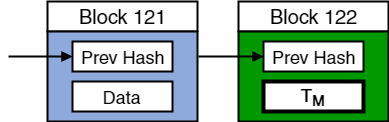 Block 121
Prev Hash
Data
Block 122
Prev Hash
TM